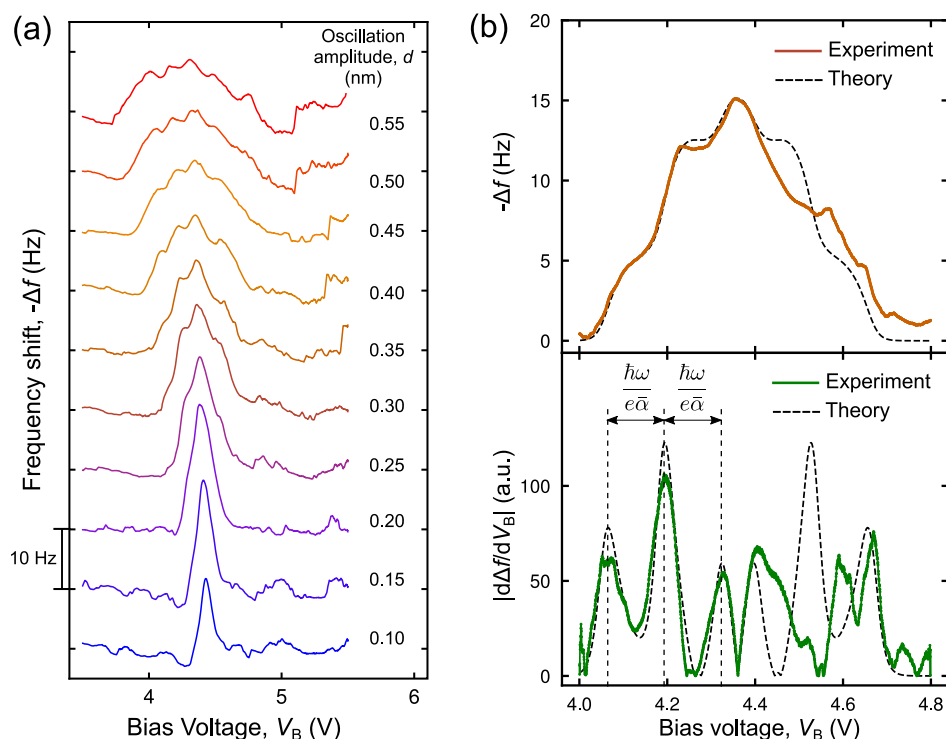 (a)
Oscillation
amplitude, d
(nm)
0.55
0.50
0.45
0.40
0.35
0.30
0.25
0.20
0.15
0.10
10 Hz
Frequency shift, -Δf (Hz)
4
5
6
Bias Voltage, V_B (V)
(b)
20
15
10
5
0
-Δf (Hz)
Experiment
Theory
ħω
eᾱ
ħω
eᾱ
Experiment
Theory
100
50
0
|dΔf/dV_B| (a.u.)
4.0
4.2
4.4
4.6
4.8
Bias voltage, V_B (V)